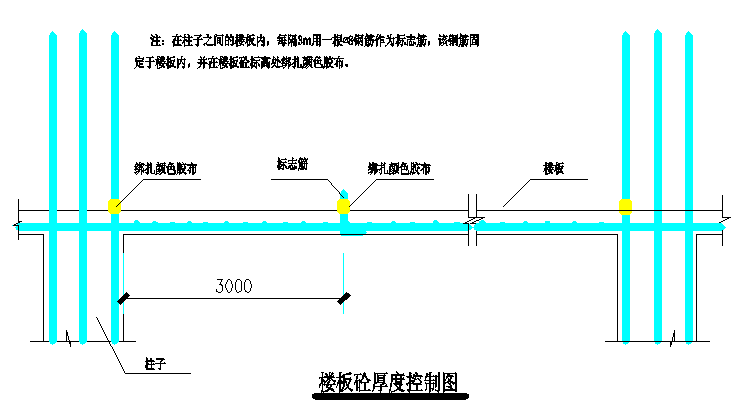 注：在柱子之间的楼板内，每隔3m用一根⌀8钢筋作为标志筋，该钢筋固
定于楼板内，并在楼板砼标高处绑扎颜色胶布。
绑扎颜色胶布
标志筋
绑扎颜色胶布
楼板
3000
柱子
楼板砼厚度控制图